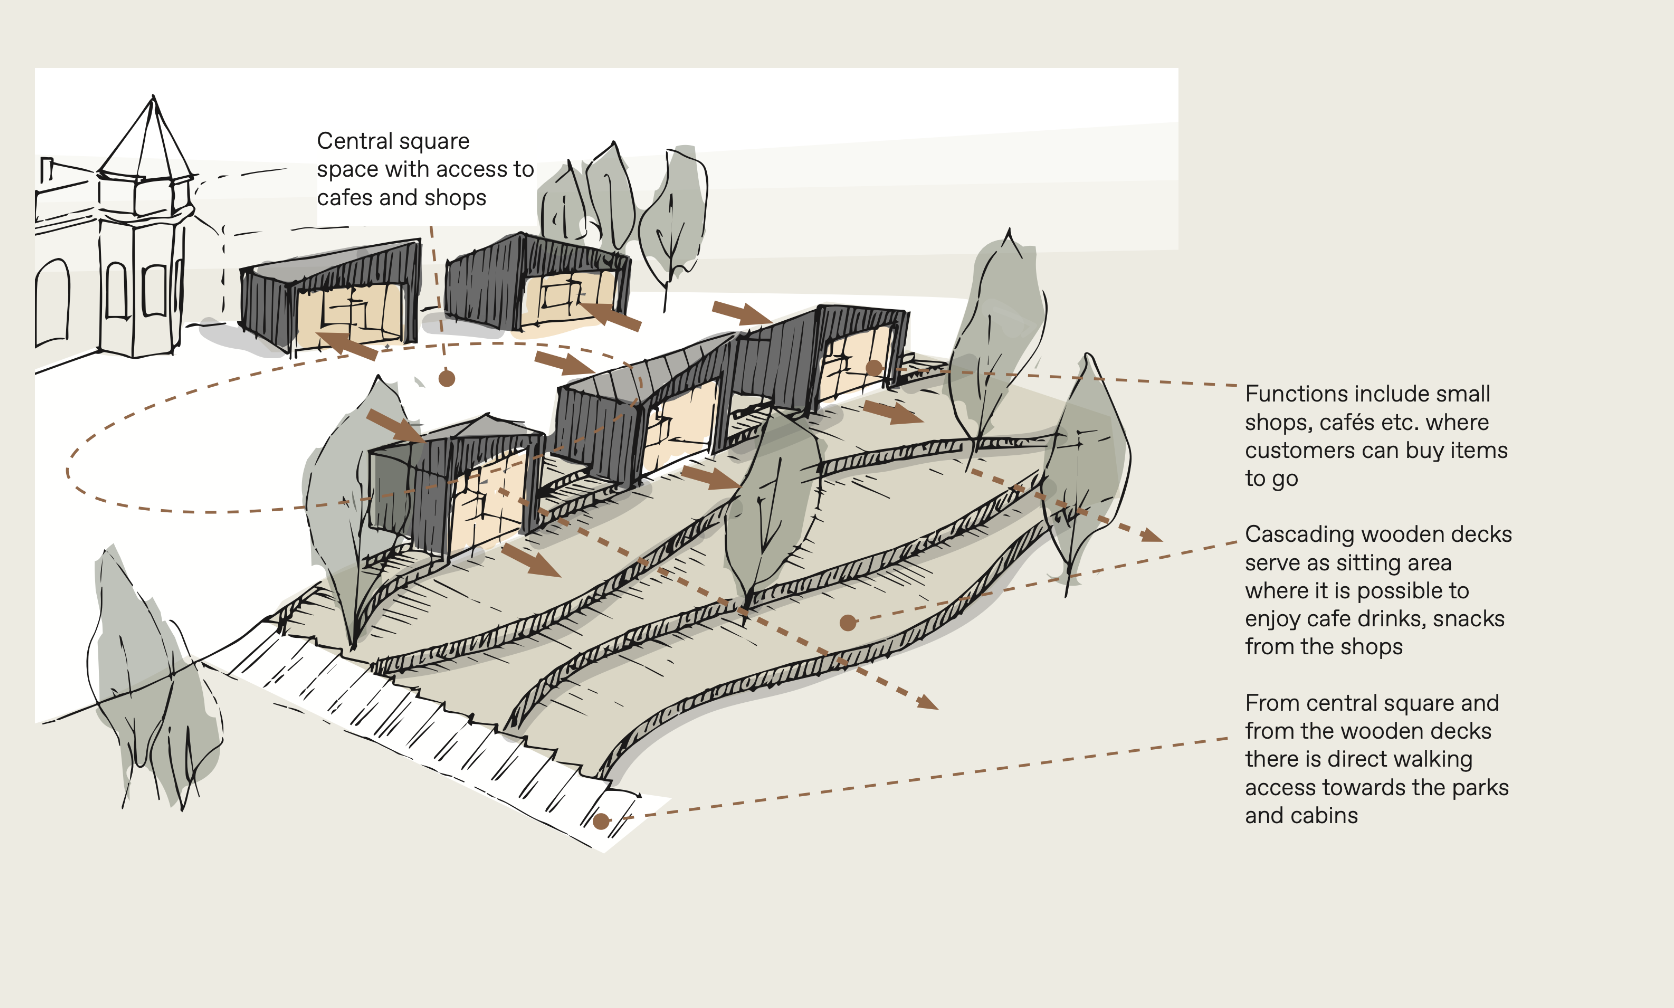 Central square
space with access to
cafes and shops
Functions include small
shops, cafés etc. where
customers can buy items
to go
Cascading wooden decks
serve as sitting area
where it is possible to
enjoy cafe drinks, snacks
from the shops
From central square and
from the wooden decks
there is direct walking
access towards the parks
and cabins